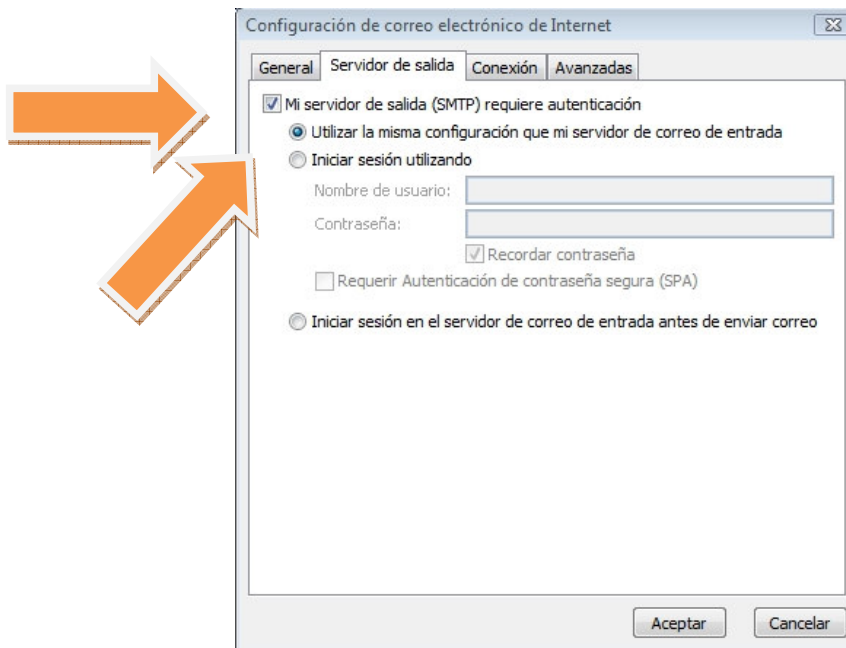 Configuración de correo electrónico de Internet
General Servidor de salida Conexión Avanzadas
Mi servidor de salida (SMTP) requiere autenticación
Utilizar la misma configuración que mi servidor de correo de entrada
Iniciar sesión utilizando
Nombre de usuario:
Contraseña:
Recordar contraseña
Requerir Autenticación de contraseña segura (SPA)
Iniciar sesión en el servidor de correo de entrada antes de enviar correo
Aceptar Cancelar